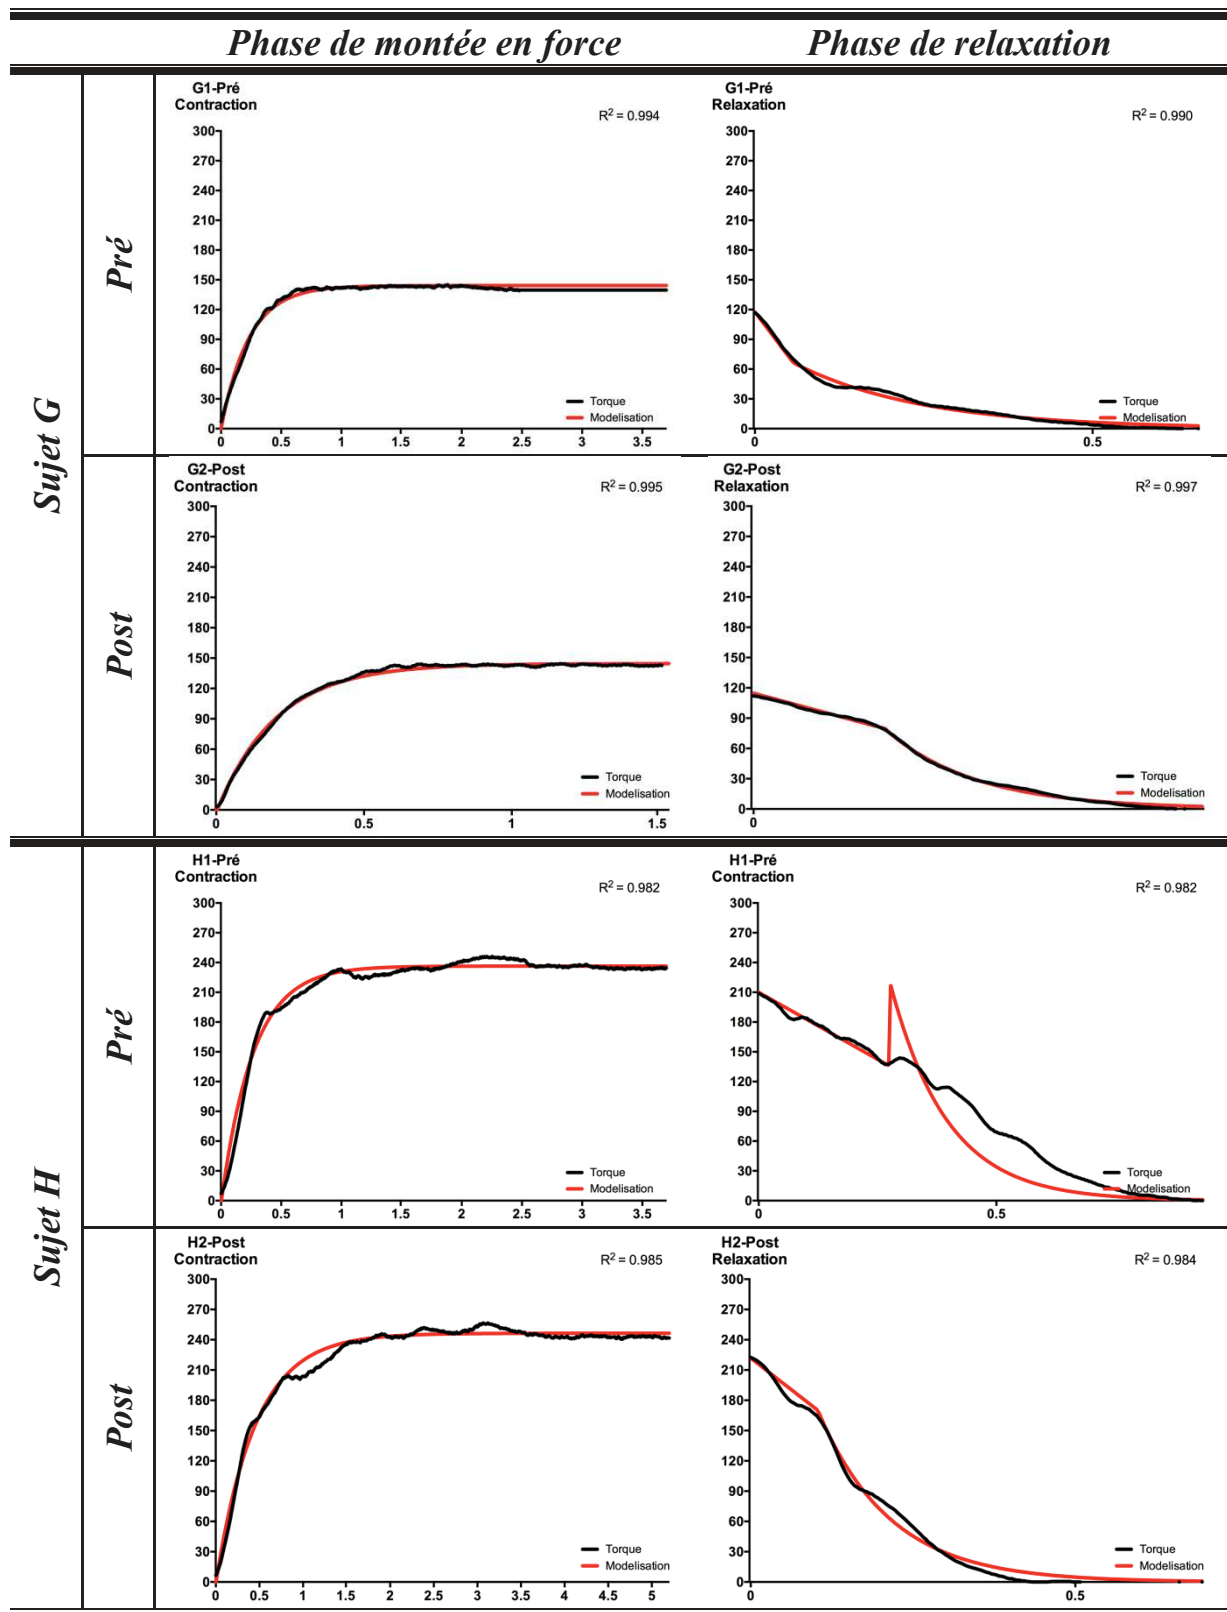 Phase de montée en force
Phase de relaxation
Sujet G
Pré
G1-Pré
Contraction
R² = 0.994
300
270
240
210
180
150
120
90
60
30
0
0 0.5 1 1.5 2 2.5 3 3.5
Torque
Modelisation
G1-Pré
Relaxation
R² = 0.990
300
270
240
210
180
150
120
90
60
30
0
0 0.5
Torque
Modelisation
Post
G2-Post
Contraction
R² = 0.995
300
270
240
210
180
150
120
90
60
30
0
0 0.5 1 1.5
Torque
Modelisation
G2-Post
Relaxation
R² = 0.997
300
270
240
210
180
150
120
90
60
30
0
0
Torque
Modelisation
Sujet H
Pré
H1-Pré
Contraction
R² = 0.982
300
270
240
210
180
150
120
90
60
30
0
0 0.5 1 1.5 2 2.5 3 3.5
Torque
Modelisation
H1-Pré
Contraction
R² = 0.982
300
270
240
210
180
150
120
90
60
30
0
0 0.5
Torque
Modelisation
Post
H2-Post
Contraction
R² = 0.985
300
270
240
210
180
150
120
90
60
30
0
0 0.5 1 1.5 2 2.5 3 3.5 4 4.5 5
Torque
Modelisation
H2-Post
Relaxation
R² = 0.984
300
270
240
210
180
150
120
90
60
30
0
0 0.5
Torque
Modelisation